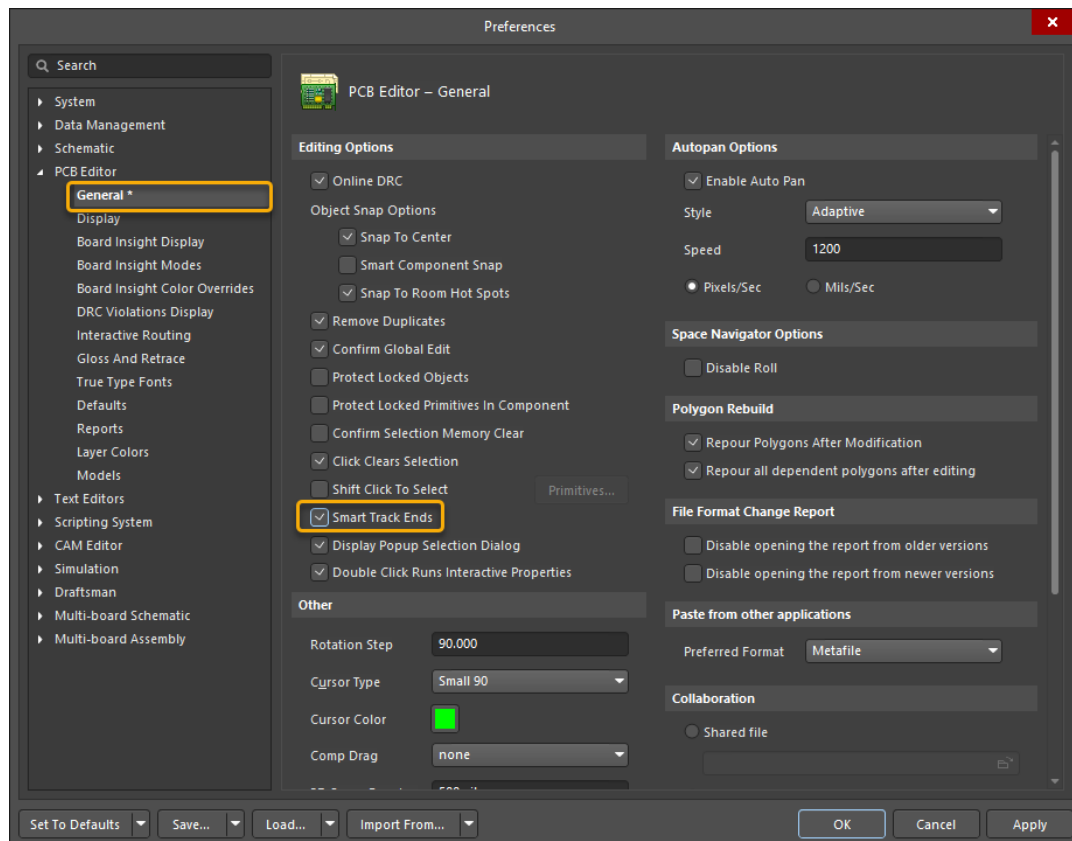 Preferences
Search
System
Data Management
Schematic
PCB Editor
General *
Display
Board Insight Display
Board Insight Modes
Board Insight Color Overrides
DRC Violations Display
Interactive Routing
Gloss And Retrace
True Type Fonts
Defaults
Reports
Layer Colors
Models
Text Editors
Scripting System
CAM Editor
Simulation
Draftsman
Multi-board Schematic
Multi-board Assembly
PCB Editor – General
Editing Options
Online DRC
Object Snap Options
Snap To Center
Smart Component Snap
Snap To Room Hot Spots
Remove Duplicates
Confirm Global Edit
Protect Locked Objects
Protect Locked Primitives In Component
Confirm Selection Memory Clear
Click Clears Selection
Shift Click To Select Primitives...
Smart Track Ends
Display Popup Selection Dialog
Double Click Runs Interactive Properties
Other
Rotation Step 90.000
Cursor Type Small 90
Cursor Color
Comp Drag none
Autopan Options
Enable Auto Pan
Style Adaptive
Speed 1200
Pixels/Sec Mils/Sec
Space Navigator Options
Disable Roll
Polygon Rebuild
Repour Polygons After Modification
Repour all dependent polygons after editing
File Format Change Report
Disable opening the report from older versions
Disable opening the report from newer versions
Paste from other applications
Preferred Format Metafile
Collaboration
Shared file
Set To Defaults Save... Load... Import From... OK Cancel Apply